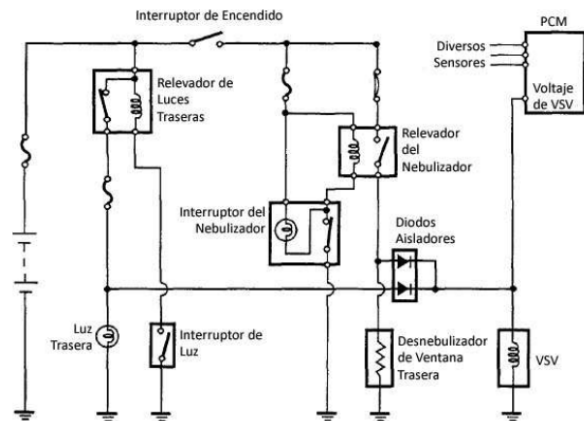 Interruptor de Encendido
PCM
Diversos
Sensores
Voltaje
de VSV
Relevador de
Luces
Traseras
Relevador
del
Nebulizador
Interruptor del
Nebulizador
Diodos
Aisladores
Luz
Trasera
Interruptor de
Luz
Desnebulizador
de Ventana
Trasera
VSV